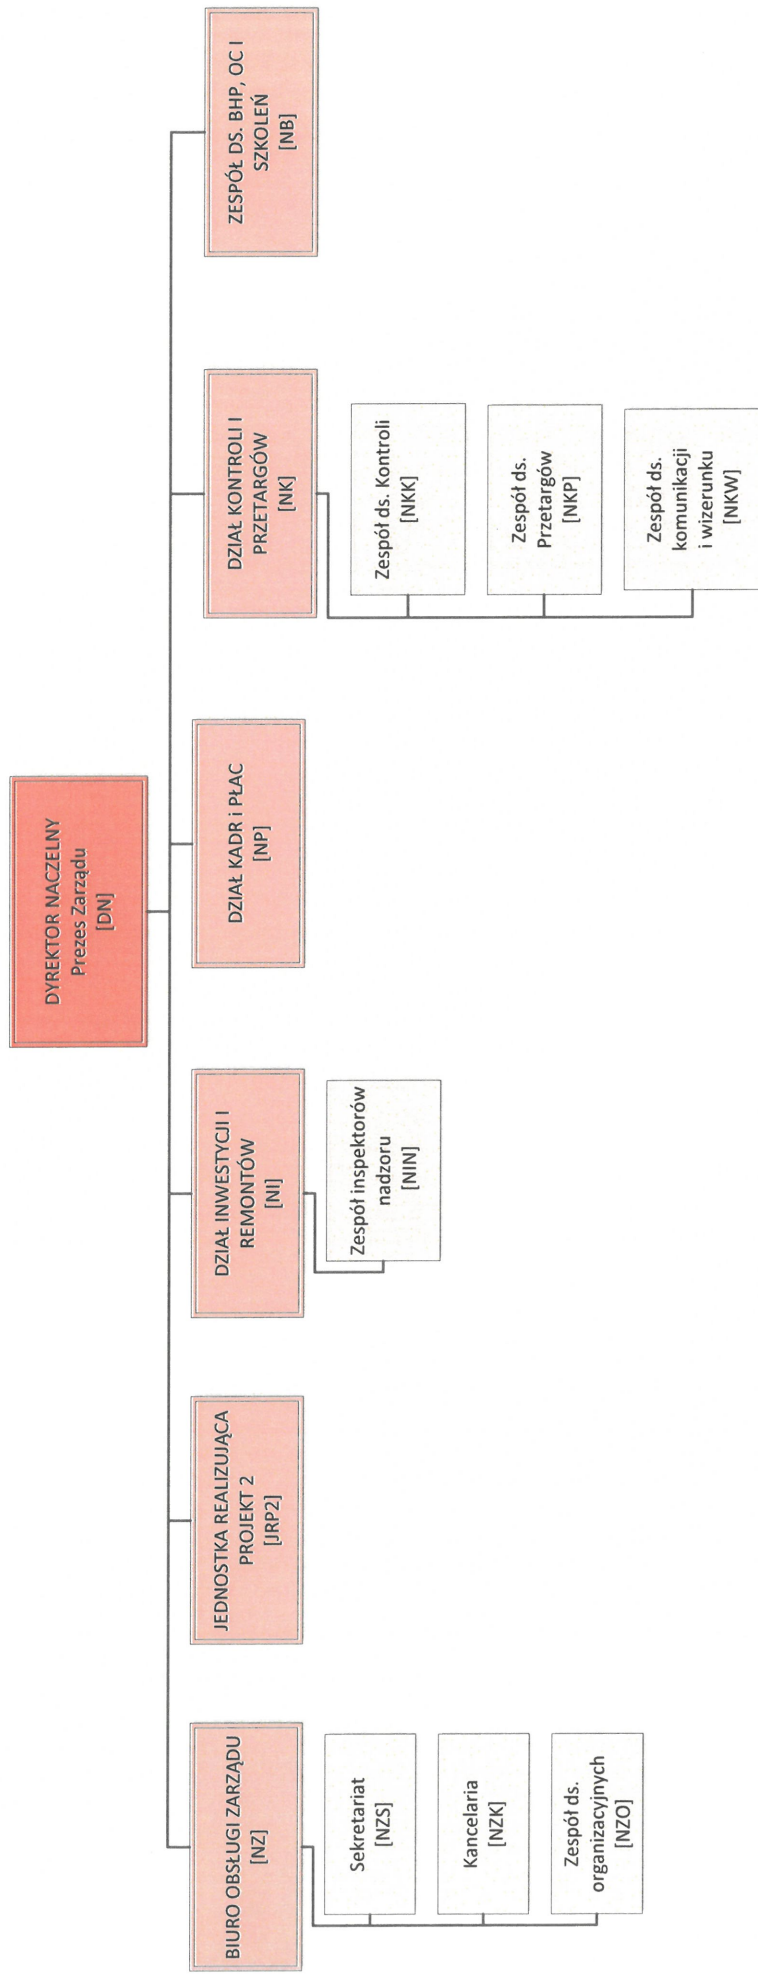 DYREKTOR NACZELNY
Prezes Zarządu
[DN]
BIURO OBSŁUGI ZARZĄDU
[NZ]
Sekretariat
[NZS]
Kancelaria
[NZK]
Zespół ds.
organizacyjnych
[NZO]
JEDNOSTKA REALIZUJĄCA
PROJEKT 2
[JRP2]
DZIAŁ INWESTYCJI I
REMONTÓW
[NI]
Zespół inspektorów
nadzoru
[NIN]
DZIAŁ KADR i PŁAC
[NP]
DZIAŁ KONTROLI I
PRZETARGÓW
[NK]
Zespół ds. Kontroli
[NKK]
Zespół ds.
Przetargów
[NKP]
Zespół ds.
komunikacji
i wizerunku
[NKW]
ZESPÓŁ DS. BHP, OC I
SZKOLEŃ
[NB]